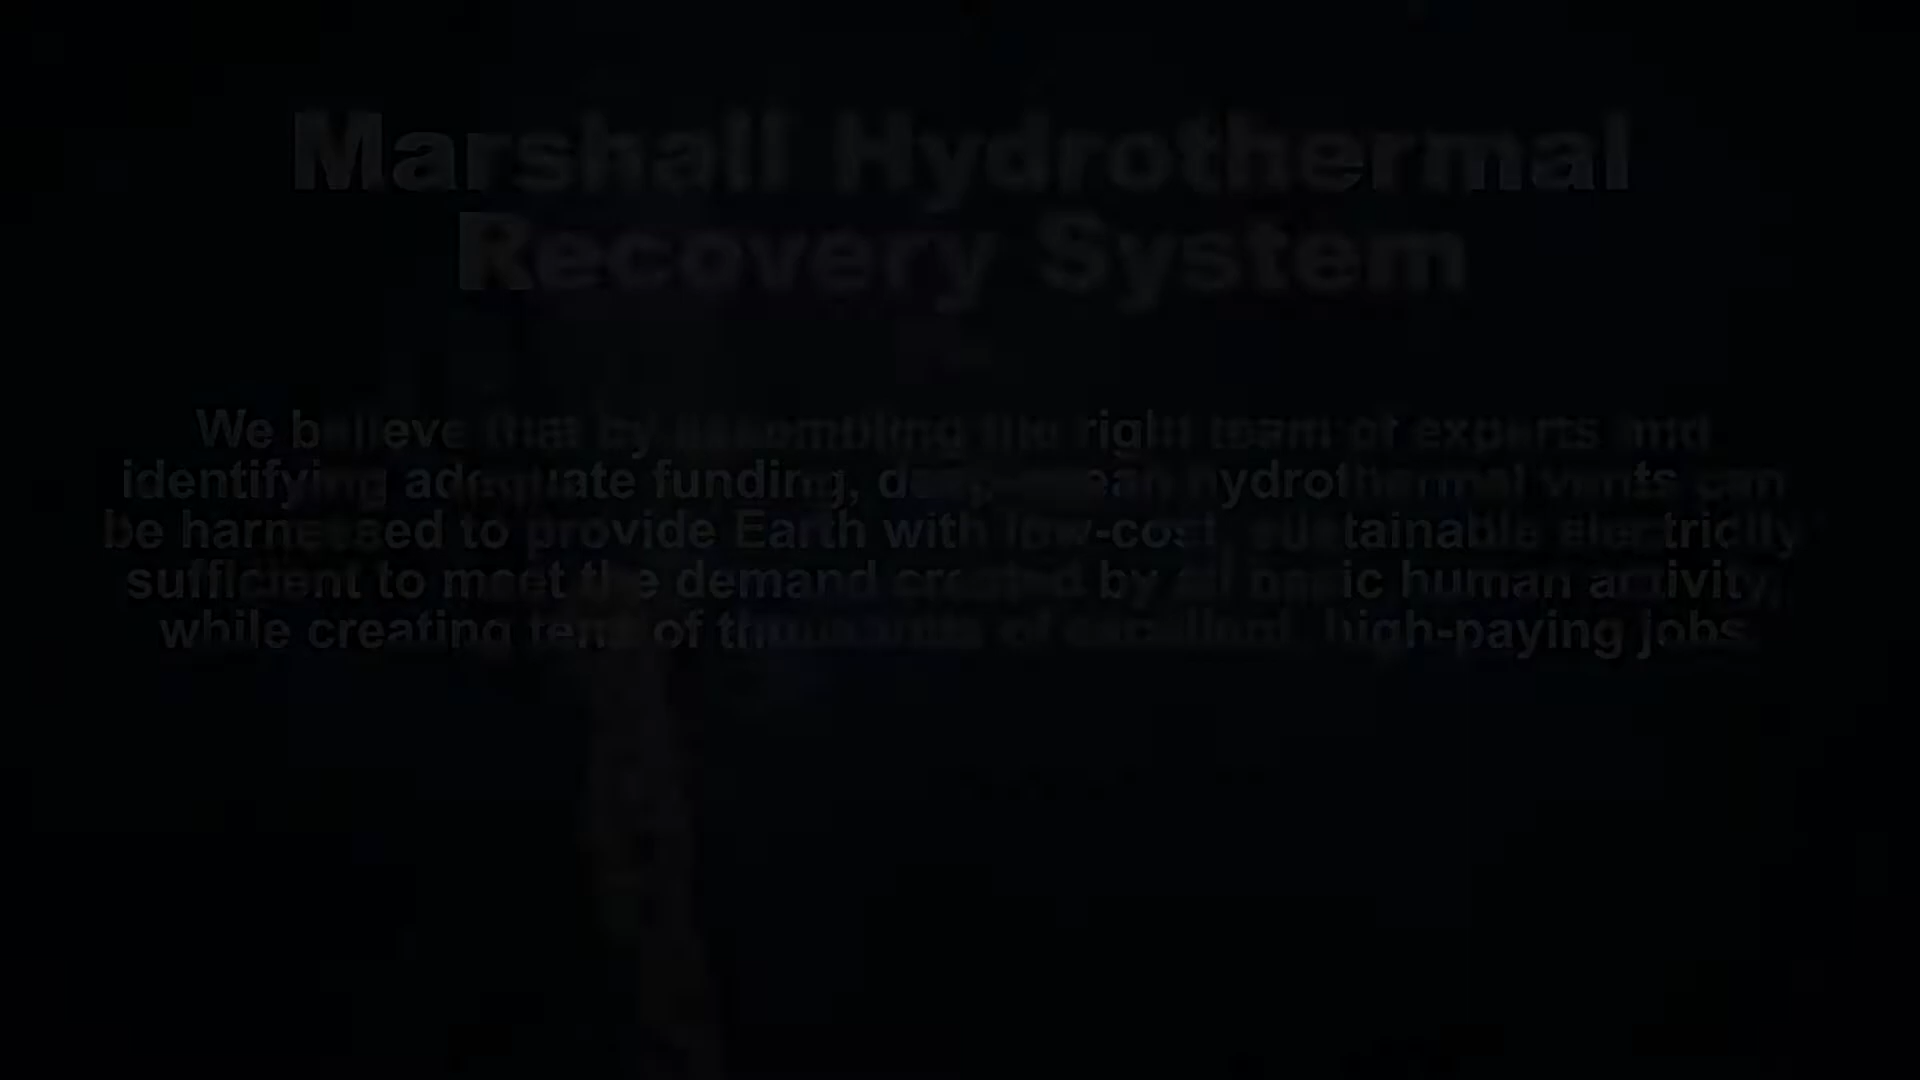 Marshall Hydrothermal
Recovery System
We believe that by assembling the right team of experts and
identifying adequate funding, deep-ocean hydrothermal vents can
be harnessed to provide Earth with low-cost, sustainable electricity
sufficient to meet the demand created by all basic human activity,
while creating tens of thousands of excellent, high-paying jobs.